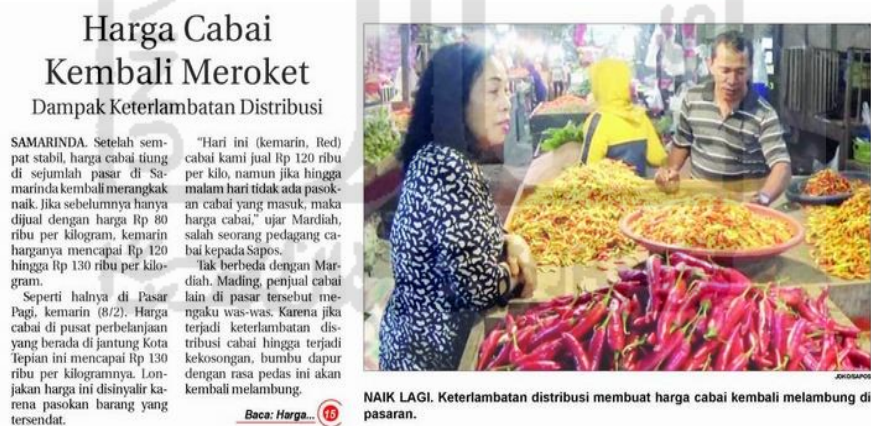 Harga Cabai
Kembali Meroket
Dampak Keterlambatan Distribusi
SAMARINDA. Setelah sem-
pat stabil, harga cabai tiung
di sejumlah pasar di Sa-
marinda kembali merangkak
naik. Jika sebelumnya hanya
dijual dengan harga Rp 80
ribu per kilogram, kemarin
harganya mencapai Rp 120
hingga Rp 130 ribu per kilo-
gram.
Seperti halnya di Pasar
Pagi, kemarin (8/2). Harga
cabai di pusat perbelanjaan
yang berada di jantung Kota
Tepian ini mencapai Rp 130
ribu per kilogramnya. Lon-
jakan harga ini disinyalir ka-
rena pasokan barang yang
tersendat.
"Hari ini (kemarin, Red)
cabai kami jual Rp 120 ribu
per kilo, namun jika hingga
malam hari tidak ada pasok-
an cabai yang masuk, maka
harga cabai," ujar Mardiah,
salah seorang pedagang ca-
bai kepada Sapos.
Tak berbeda dengan Mar-
diah. Mading, penjual cabai
lain di pasar tersebut me-
ngaku was-was. Karena jika
terjadi keterlambatan dis-
tribusi cabai hingga terjadi
kekosongan, bumbu dapur
dengan rasa pedas ini akan
kembali melambung.
Baca: Harga... 15
JOKO/SAPOS
NAIK LAGI. Keterlambatan distribusi membuat harga cabai kembali melambung di
pasaran.